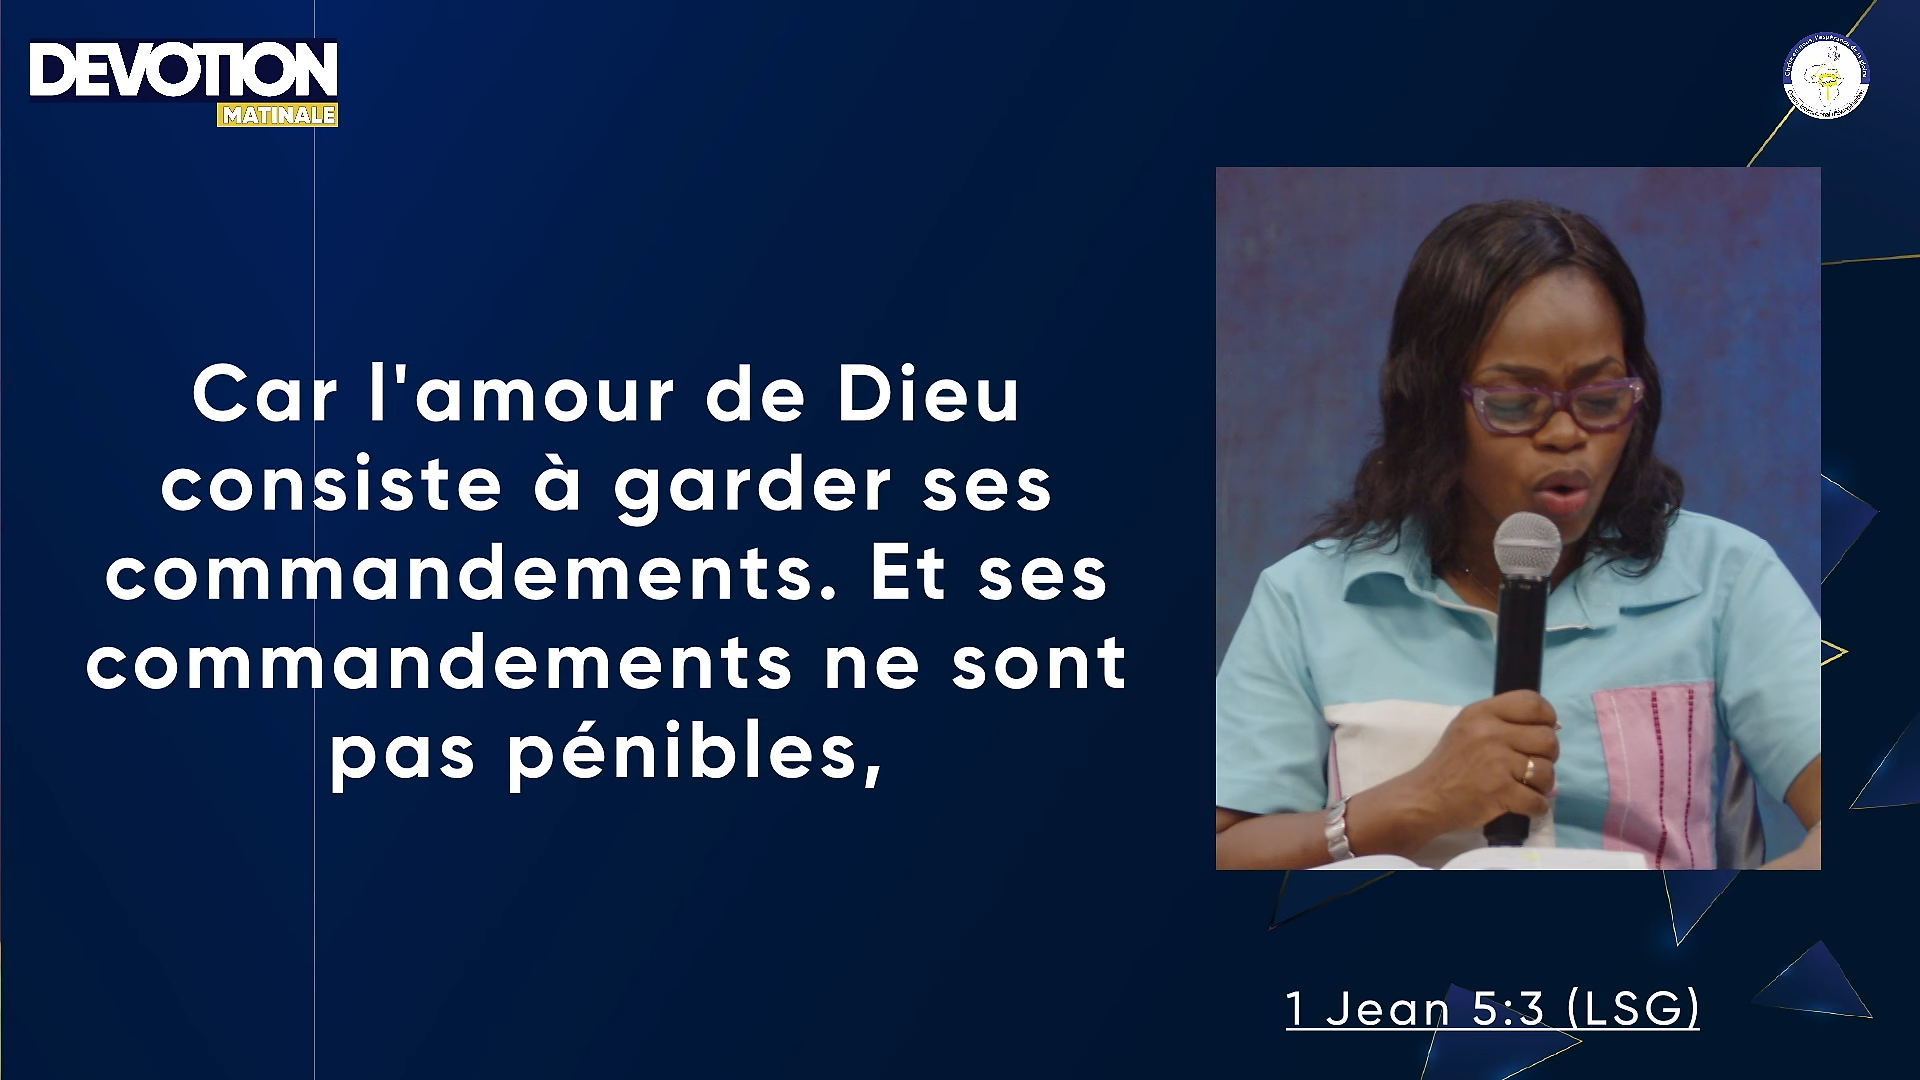 DEVOTION
MATINALE
Car l'amour de Dieu
consiste à garder ses
commandements. Et ses
commandements ne sont
pas pénibles,
1 Jean 5:3 (LSG)